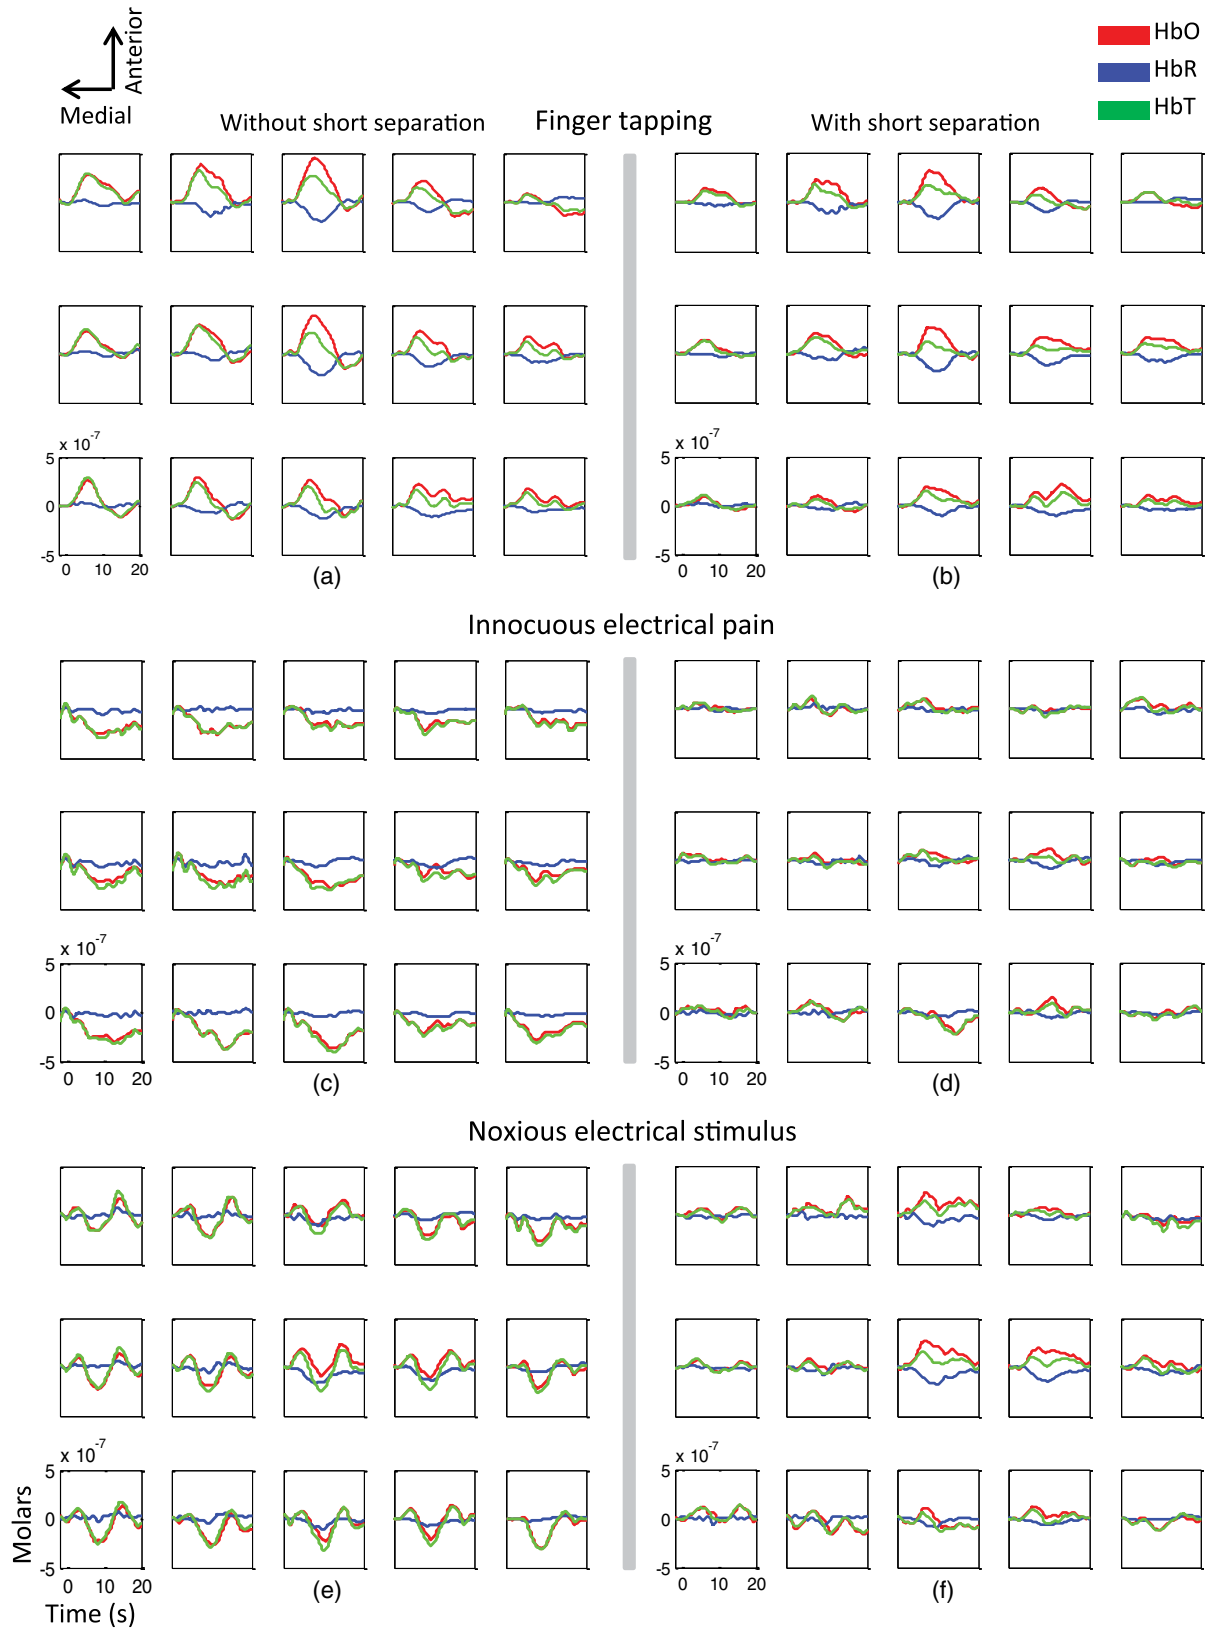 Anterior
Medial
HbO
HbR
HbT
Without short separation
Finger tapping
With short separation
x 10^-7
5
0
-5
0 10 20
(a)
x 10^-7
5
0
-5
0 10 20
(b)
Innocuous electrical pain
x 10^-7
5
0
-5
0 10 20
(c)
x 10^-7
5
0
-5
0 10 20
(d)
Noxious electrical stimulus
x 10^-7
5
0
-5
0 10 20
Molars
Time (s)
(e)
x 10^-7
5
0
-5
0 10 20
(f)